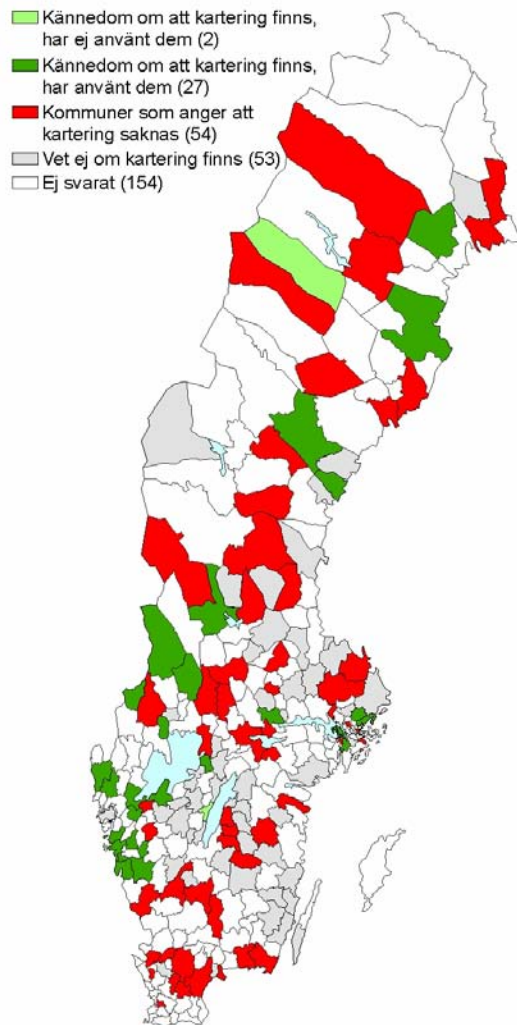 Kännedom om att kartering finns,
har ej använt dem (2)
Kännedom om att kartering finns,
har använt dem (27)
Kommuner som anger att
kartering saknas (54)
Vet ej om kartering finns (53)
Ej svarat (154)